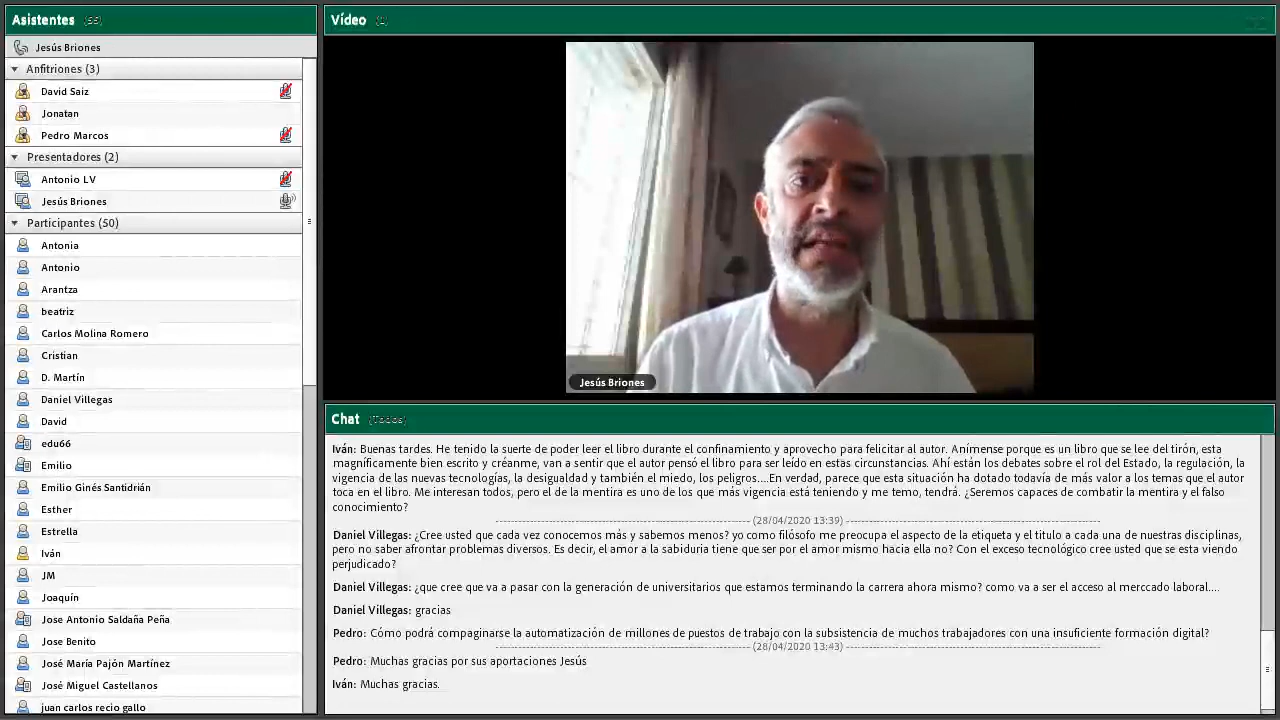 Asistentes (55)
Jesús Briones
Anfitriones (3)
David Saiz
Jonatan
Pedro Marcos
Presentadores (2)
Antonio LV
Jesús Briones
Participantes (50)
Antonia
Antonio
Arantza
beatriz
Carlos Molina Romero
Cristian
D. Martín
Daniel Villegas
David
edu66
Emilio
Emilio Ginés Santidrián
Esther
Estrella
Iván
JM
Joaquín
Jose Antonio Saldaña Peña
Jose Benito
José María Pajón Martínez
José Miguel Castellanos
juan carlos recio gallo
Vídeo (1)
Jesús Briones
Chat (Todos)
Iván: Buenas tardes. He tenido la suerte de poder leer el libro durante el confinamiento y aprovecho para felicitar al autor. Anímense porque es un libro que se lee del tirón, esta
magníficamente bien escrito y créanme, van a sentir que el autor pensó el libro para ser leído en estas circunstancias. Ahí están los debates sobre el rol del Estado, la regulación, la
vigencia de las nuevas tecnologías, la desigualdad y también el miedo, los peligros....En verdad, parece que esta situación ha dotado todavía de más valor a los temas que el autor
toca en el libro. Me interesan todos, pero el de la mentira es uno de los que más vigencia está teniendo y me temo, tendrá. ¿Seremos capaces de combatir la mentira y el falso
conocimiento?
(28/04/2020 13:39)
Daniel Villegas: ¿Cree usted que cada vez conocemos más y sabemos menos? yo como filósofo me preocupa el aspecto de la etiqueta y el titulo a cada una de nuestras disciplinas,
pero no saber afrontar problemas diversos. Es decir, el amor a la sabiduria tiene que ser por el amor mismo hacia ella no? Con el exceso tecnológico cree usted que se esta viendo
perjudicado?
Daniel Villegas: ¿que cree que va a pasar con la generación de universitarios que estamos terminando la carrera ahora mismo? como va a ser el acceso al merccado laboral....
Daniel Villegas: gracias
Pedro: Cómo podrá compaginarse la automatización de millones de puestos de trabajo con la subsistencia de muchos trabajadores con una insuficiente formación digital?
(28/04/2020 13:43)
Pedro: Muchas gracias por sus aportaciones Jesús
Iván: Muchas gracias.